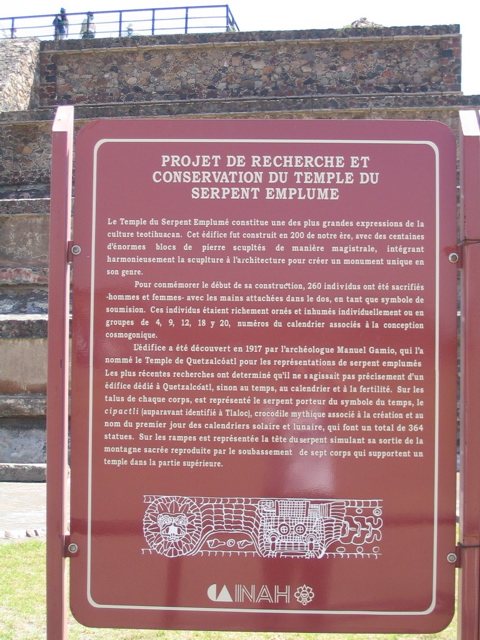 PROJET DE RECHERCHE ET
CONSERVATION DU TEMPLE DU
SERPENT EMPLUME
Le Temple du Serpent Emplumé constitue une des plus grandes expressions de la
culture teotihuacan. Cet édifice fut construit en 200 de notre ère, avec des centaines
d'énormes blocs de pierre scuptlés de manière magistrale, intégrant
harmonieusement la scuplture à l'architecture pour créer un monument unique en
son genre.
Pour conmémorer le début de sa construction, 260 individus ont été sacrifiés
-hommes et femmes- avec les mains attachées dans le dos, en tant que symbole de
soumision. Ces individus étaient richement ornés et inhumés individuellement ou en
groupes de 4, 9, 12, 18 y 20, numéros du calendrier associés à la conception
cosmogonique.
L'édifice a été découvert en 1917 par l'archéologue Manuel Gamio, qui l'a
nommé le Temple de Quetzalcóatl pour les représentations de serpent emplumés
Les plus récentes recherches ont determiné qu'il ne s'agissait pas précisement d'un
édifice dédié à Quetzalcóatl, sinon au temps, au calendrier et à la fertilité. Sur les
talus de chaque corps, est représenté le serpent porteur du symbole du temps, le
cipactli (auparavant identifié à Tlaloc), crocodile mythique associé à la création et au
nom du premier jour des calendriers solaire et lunaire, qui font un total de 364
statues. Sur les rampes est représentée la tête du serpent simulant sa sortie de la
montagne sacrée reproduite par le soubassement de sept corps qui supportent un
temple dans la partie supérieure.
INAH